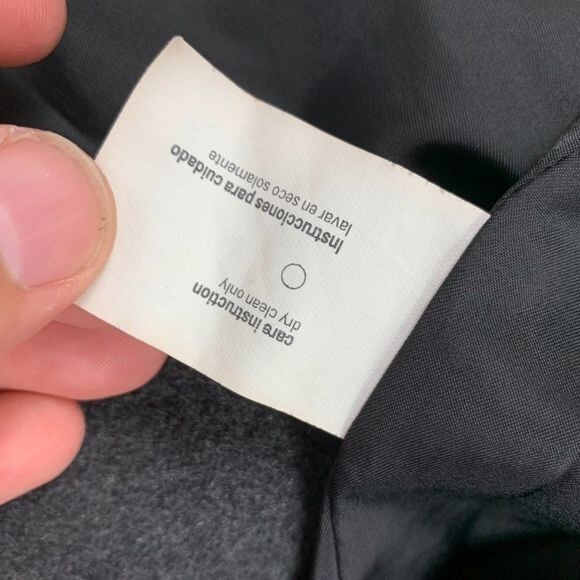 care instruction
dry clean only
instrucciones para cuidado
lavar en seco solamente